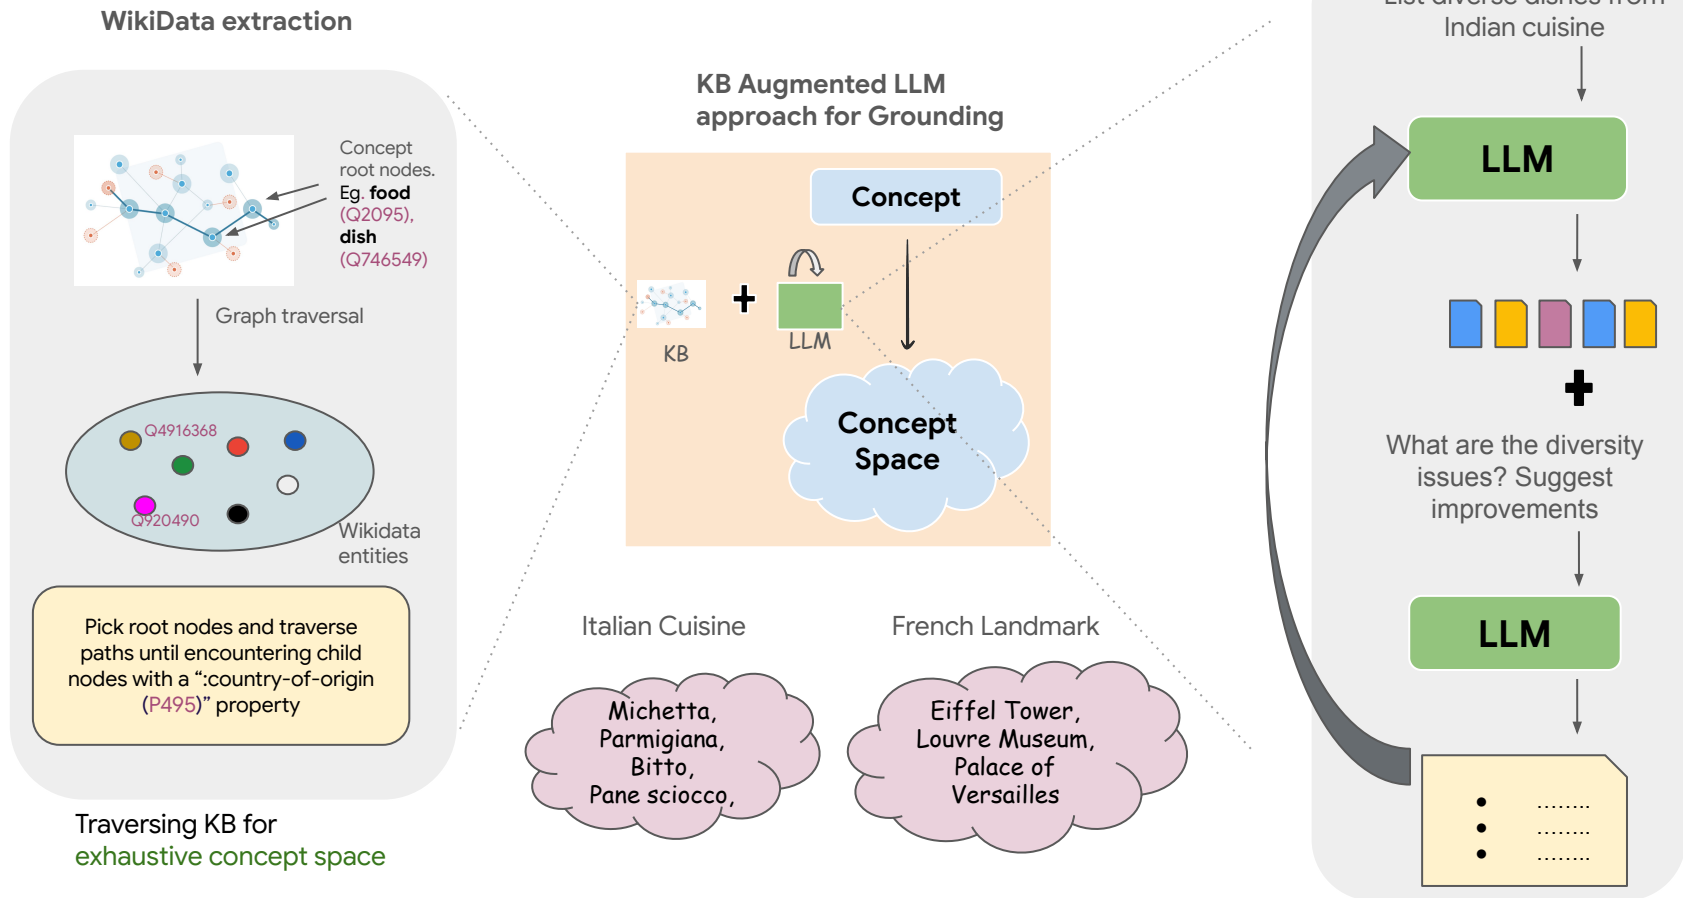 WikiData extraction
Concept
root nodes.
Eg. food
(Q2095),
dish
(Q746549)
Graph traversal
Q4916368
Q920490
Wikidata
entities
Pick root nodes and traverse
paths until encountering child
nodes with a “:country-of-origin
(P495)” property
Traversing KB for
exhaustive concept space
KB Augmented LLM
approach for Grounding
Concept
KB
+
LLM
Concept
Space
Italian Cuisine
Michetta,
Parmigiana,
Bitto,
Pane sciocco,
French Landmark
Eiffel Tower,
Louvre Museum,
Palace of
Versailles
List diverse dishes from
Indian cuisine
LLM
+
What are the diversity
issues? Suggest
improvements
LLM
• ........
• ........
• ........